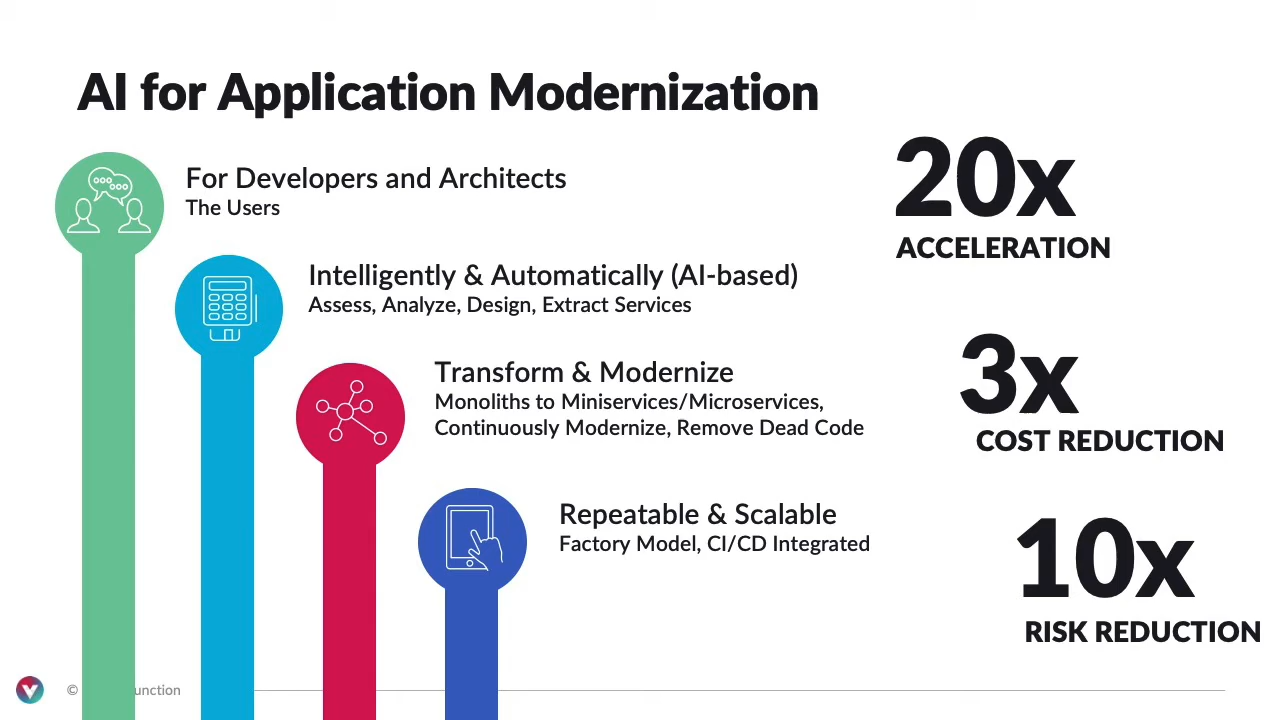 AI for Application Modernization
For Developers and Architects
The Users
Intelligently & Automatically (AI-based)
Assess, Analyze, Design, Extract Services
Transform & Modernize
Monoliths to Miniservices/Microservices,
Continuously Modernize, Remove Dead Code
Repeatable & Scalable
Factory Model, CI/CD Integrated
20x
ACCELERATION
3x
COST REDUCTION
10x
RISK REDUCTION
©